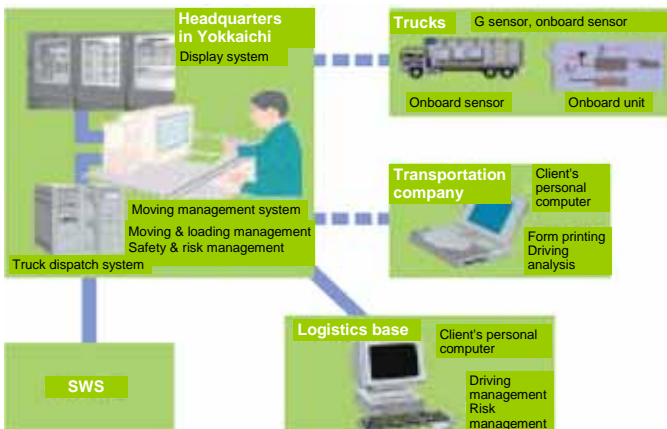 Headquarters
in Yokkaichi
Display system
Moving management system
Moving & loading management
Safety & risk management
Truck dispatch system
Trucks
G sensor, onboard sensor
Onboard sensor
Onboard unit
Transportation
company
Client's
personal
computer
Form printing
Driving
analysis
SWS
Logistics base
Client's personal
computer
Driving
management
Risk
management